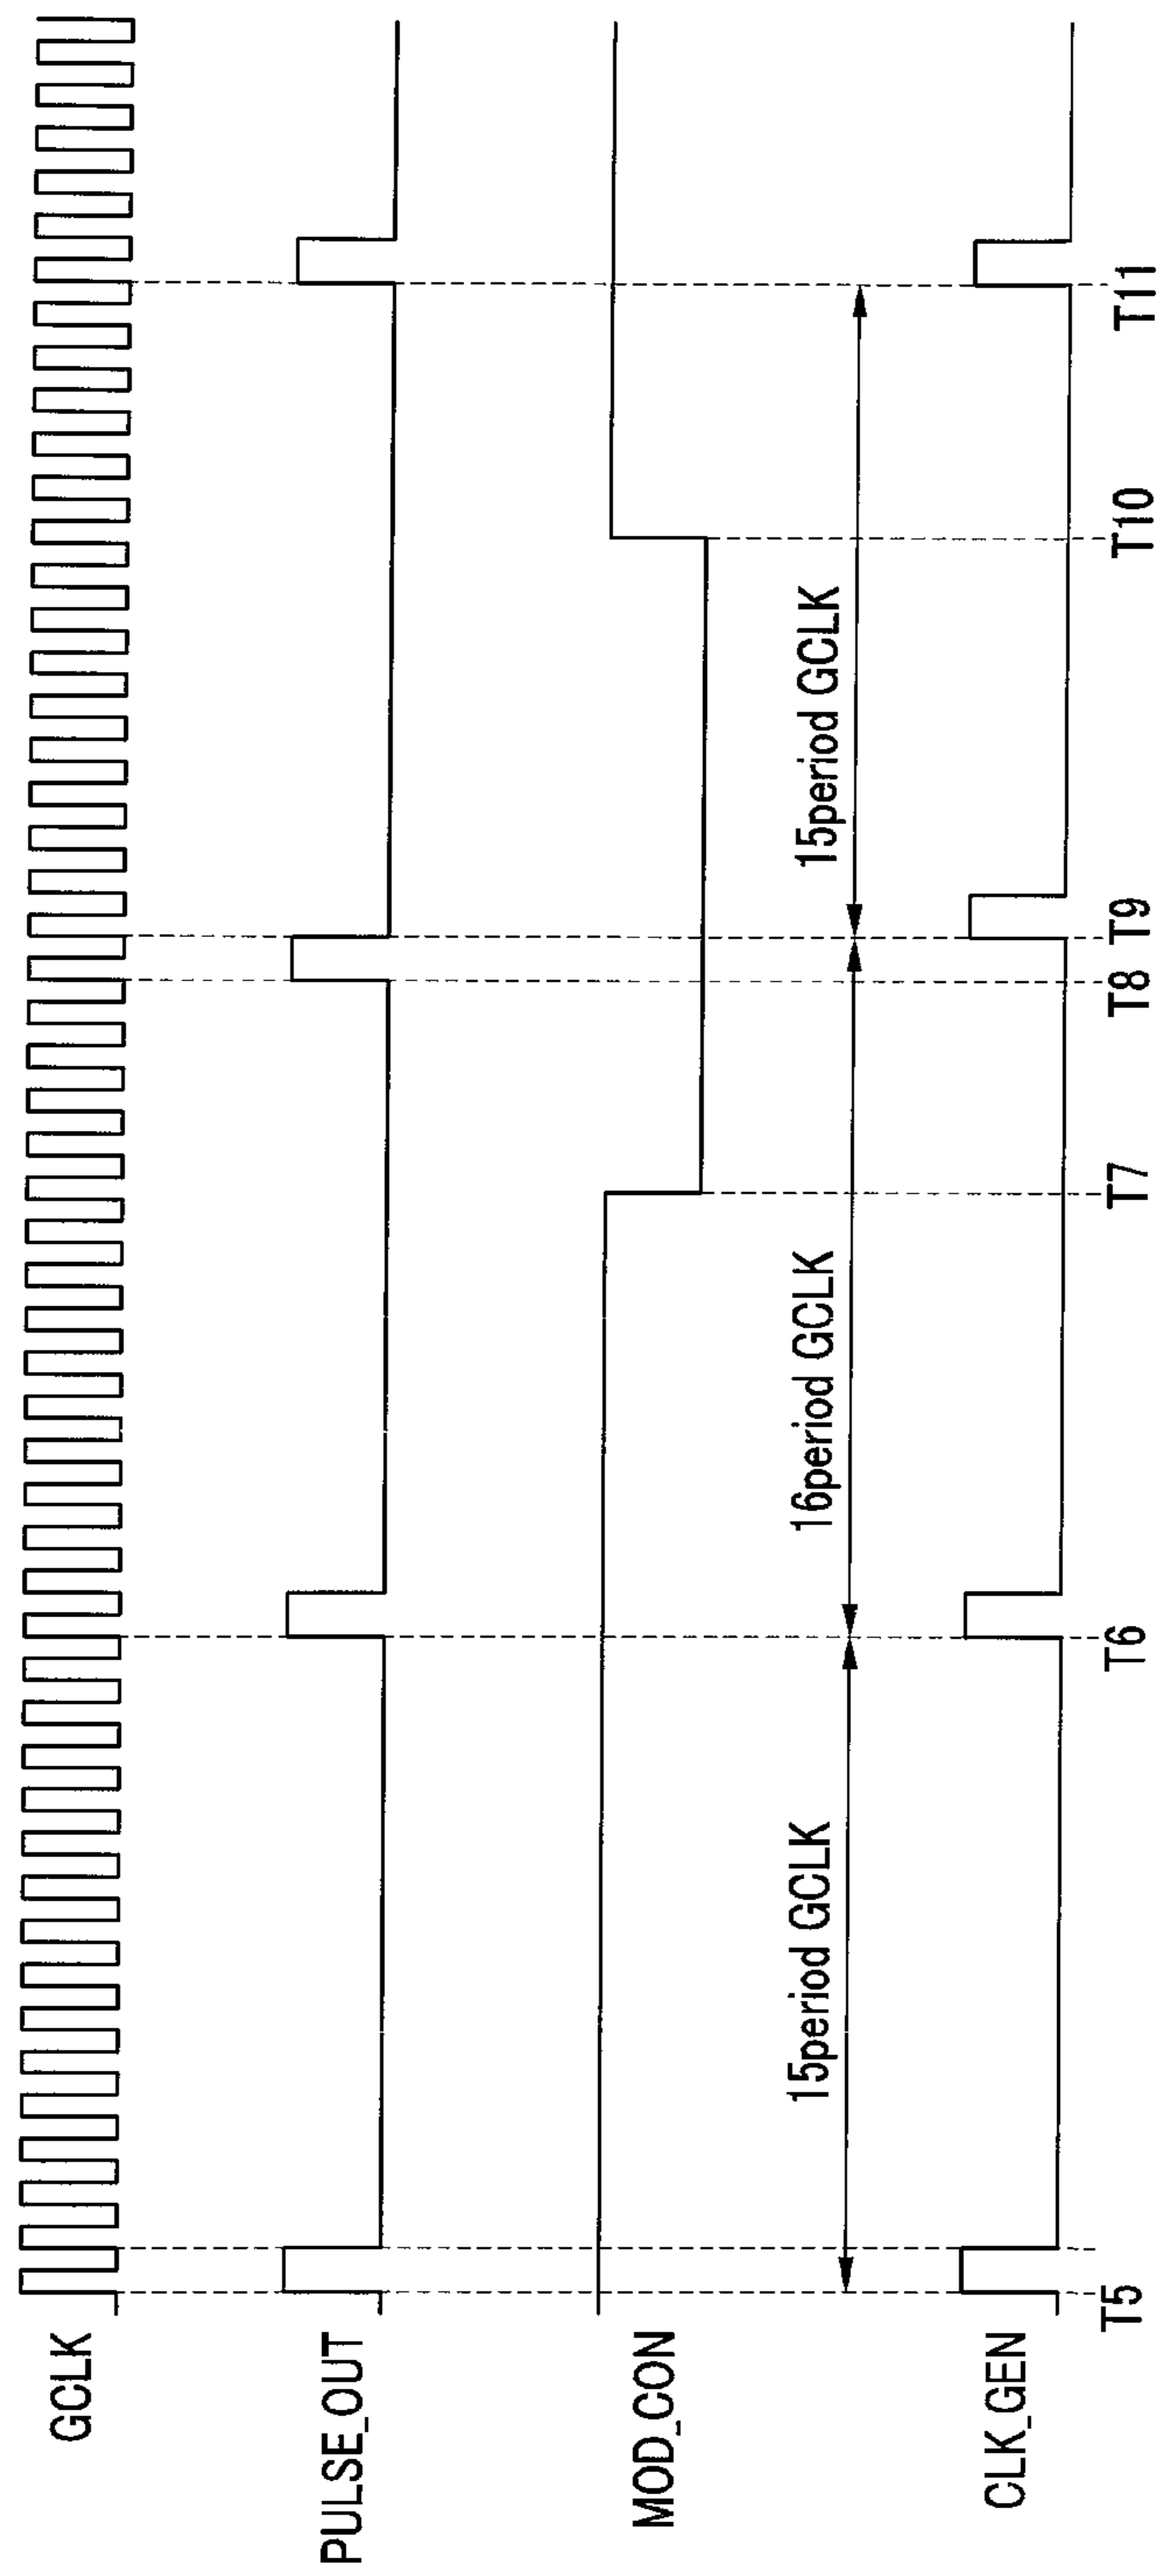 GCLK
PULSE_OUT
MOD_CON
15period GCLK
16period GCLK
15period GCLK
CLK_GEN
T5
T6
T7
T8
T9
T10
T11